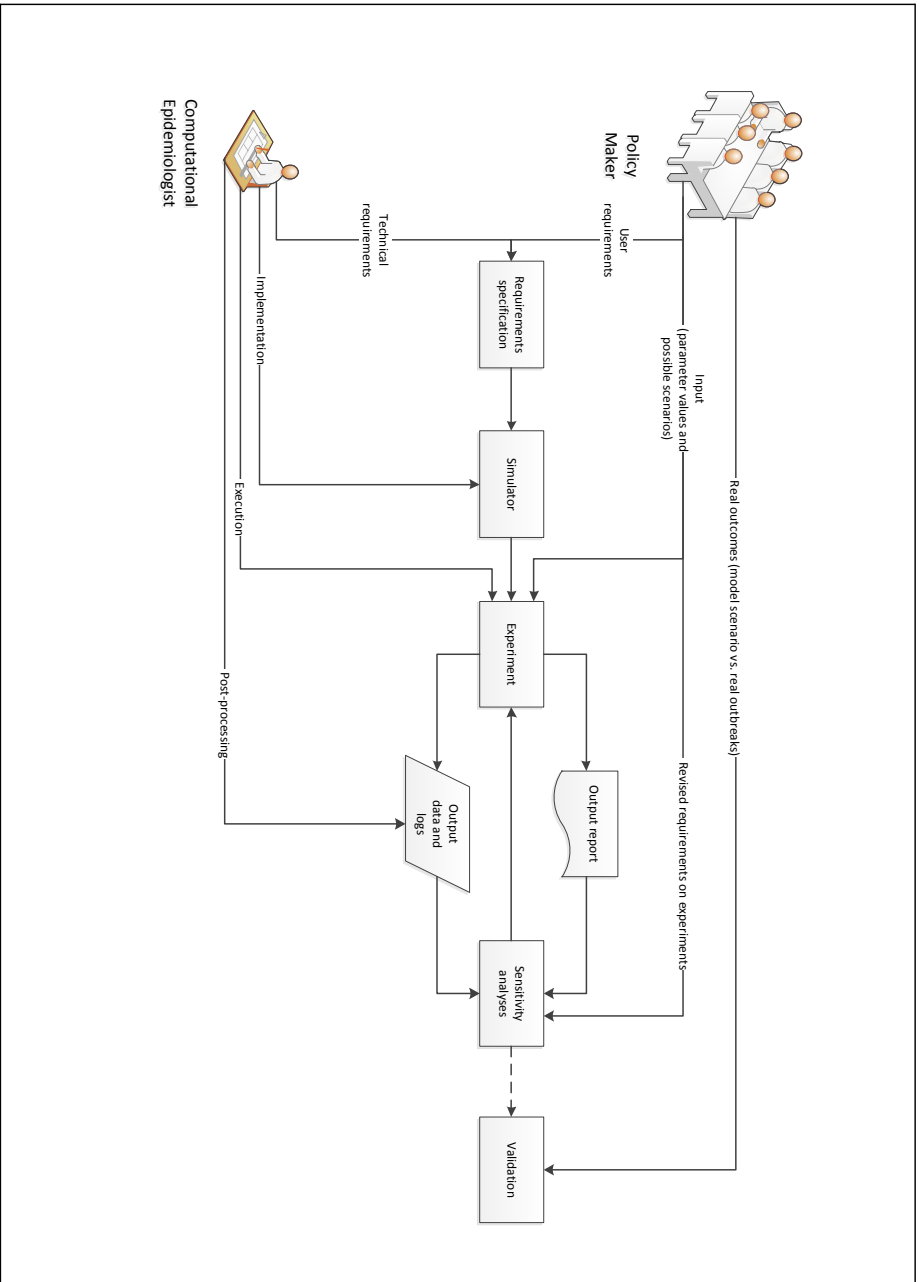 Policy
Maker
Real outcomes (model scenario vs. real outbreaks)
Input
(parameter values and
possible scenarios)
Revised requirements on experiments
User
requirements
Output report
Requirements
specification
Simulator
Experiment
Sensitivity
analyses
Validation
Technical
requirements
Output
data and
logs
Implementation
Execution
Post-processing
Computational
Epidemiologist